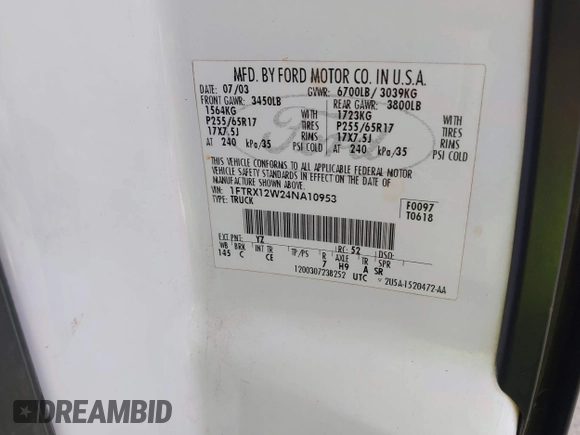 MFD. BY FORD MOTOR CO. IN U.S.A.
DATE: 07/03 GVWR: 6700LB/ 3039KG
FRONT GAWR: 3450LB REAR GAWR: 3800LB
1564KG WITH 1723KG WITH
P255/65R17 TIRES P255/65R17 TIRES
17X7.5J RIMS 17X7.5J RIMS
AT 240 kPa/35 PSI COLD AT 240 kPa/35 PSI COLD
THIS VEHICLE CONFORMS TO ALL APPLICABLE FEDERAL MOTOR
VEHICLE SAFETY STANDARDS IN EFFECT ON THE DATE OF
MANUFACTURE SHOWN ABOVE.
VIN: 1FTRX12W24NA10953 F0097
TYPE: TRUCK T0618
Ford
EXT. PNT: YZ RC: 52 DSO:
WB BRK INT TR TP/PS R AXLE TR SPR
145 C CE 7 H9 A SR
1200307238252 UTC 2U5A-1520472-AA
DREAMBID